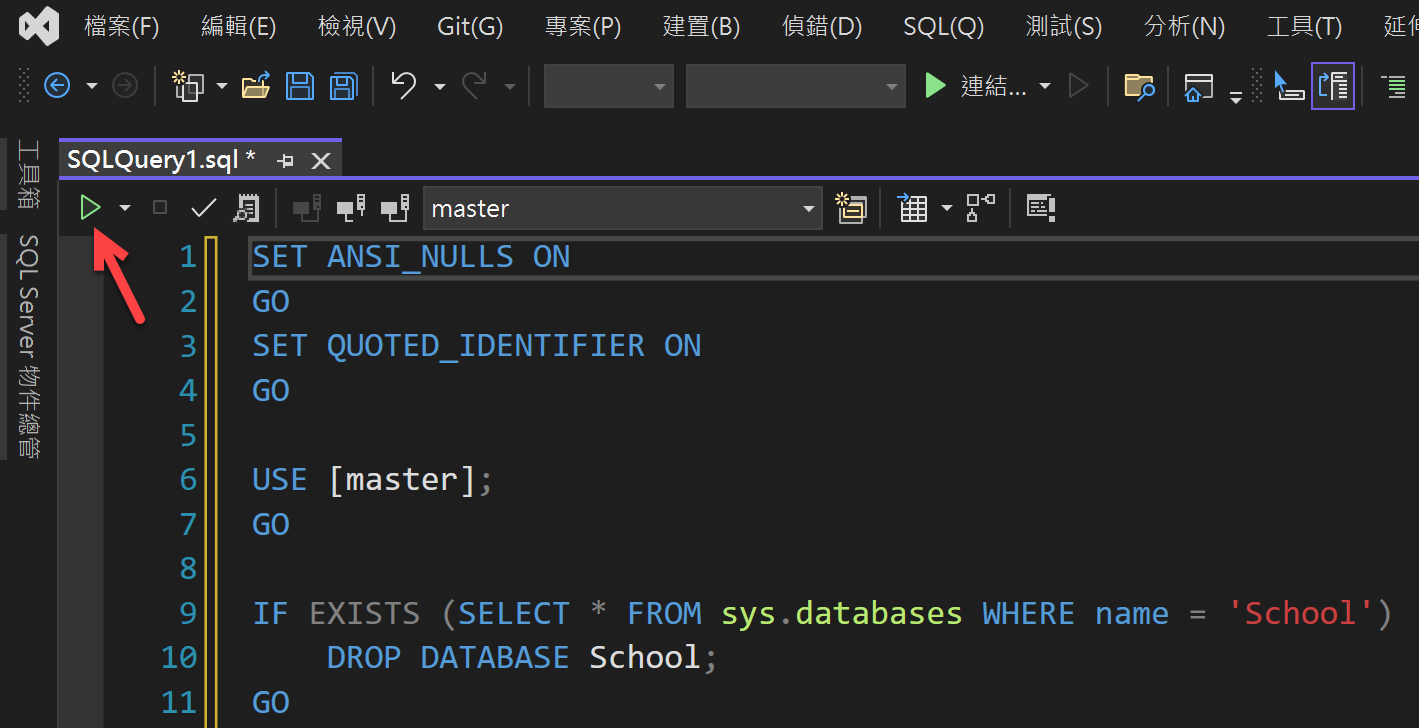 檔案(F) 編輯(E) 檢視(V) Git(G) 專案(P) 建置(B) 偵錯(D) SQL(Q) 測試(S) 分析(N) 工具(T) 延伸
連結...
工具箱
SQL Server 物件總管
SQLQuery1.sql *
master
1 SET ANSI_NULLS ON
2 GO
3 SET QUOTED_IDENTIFIER ON
4 GO
5
6 USE [master];
7 GO
8
9 IF EXISTS (SELECT * FROM sys.databases WHERE name = 'School')
10 DROP DATABASE School;
11 GO